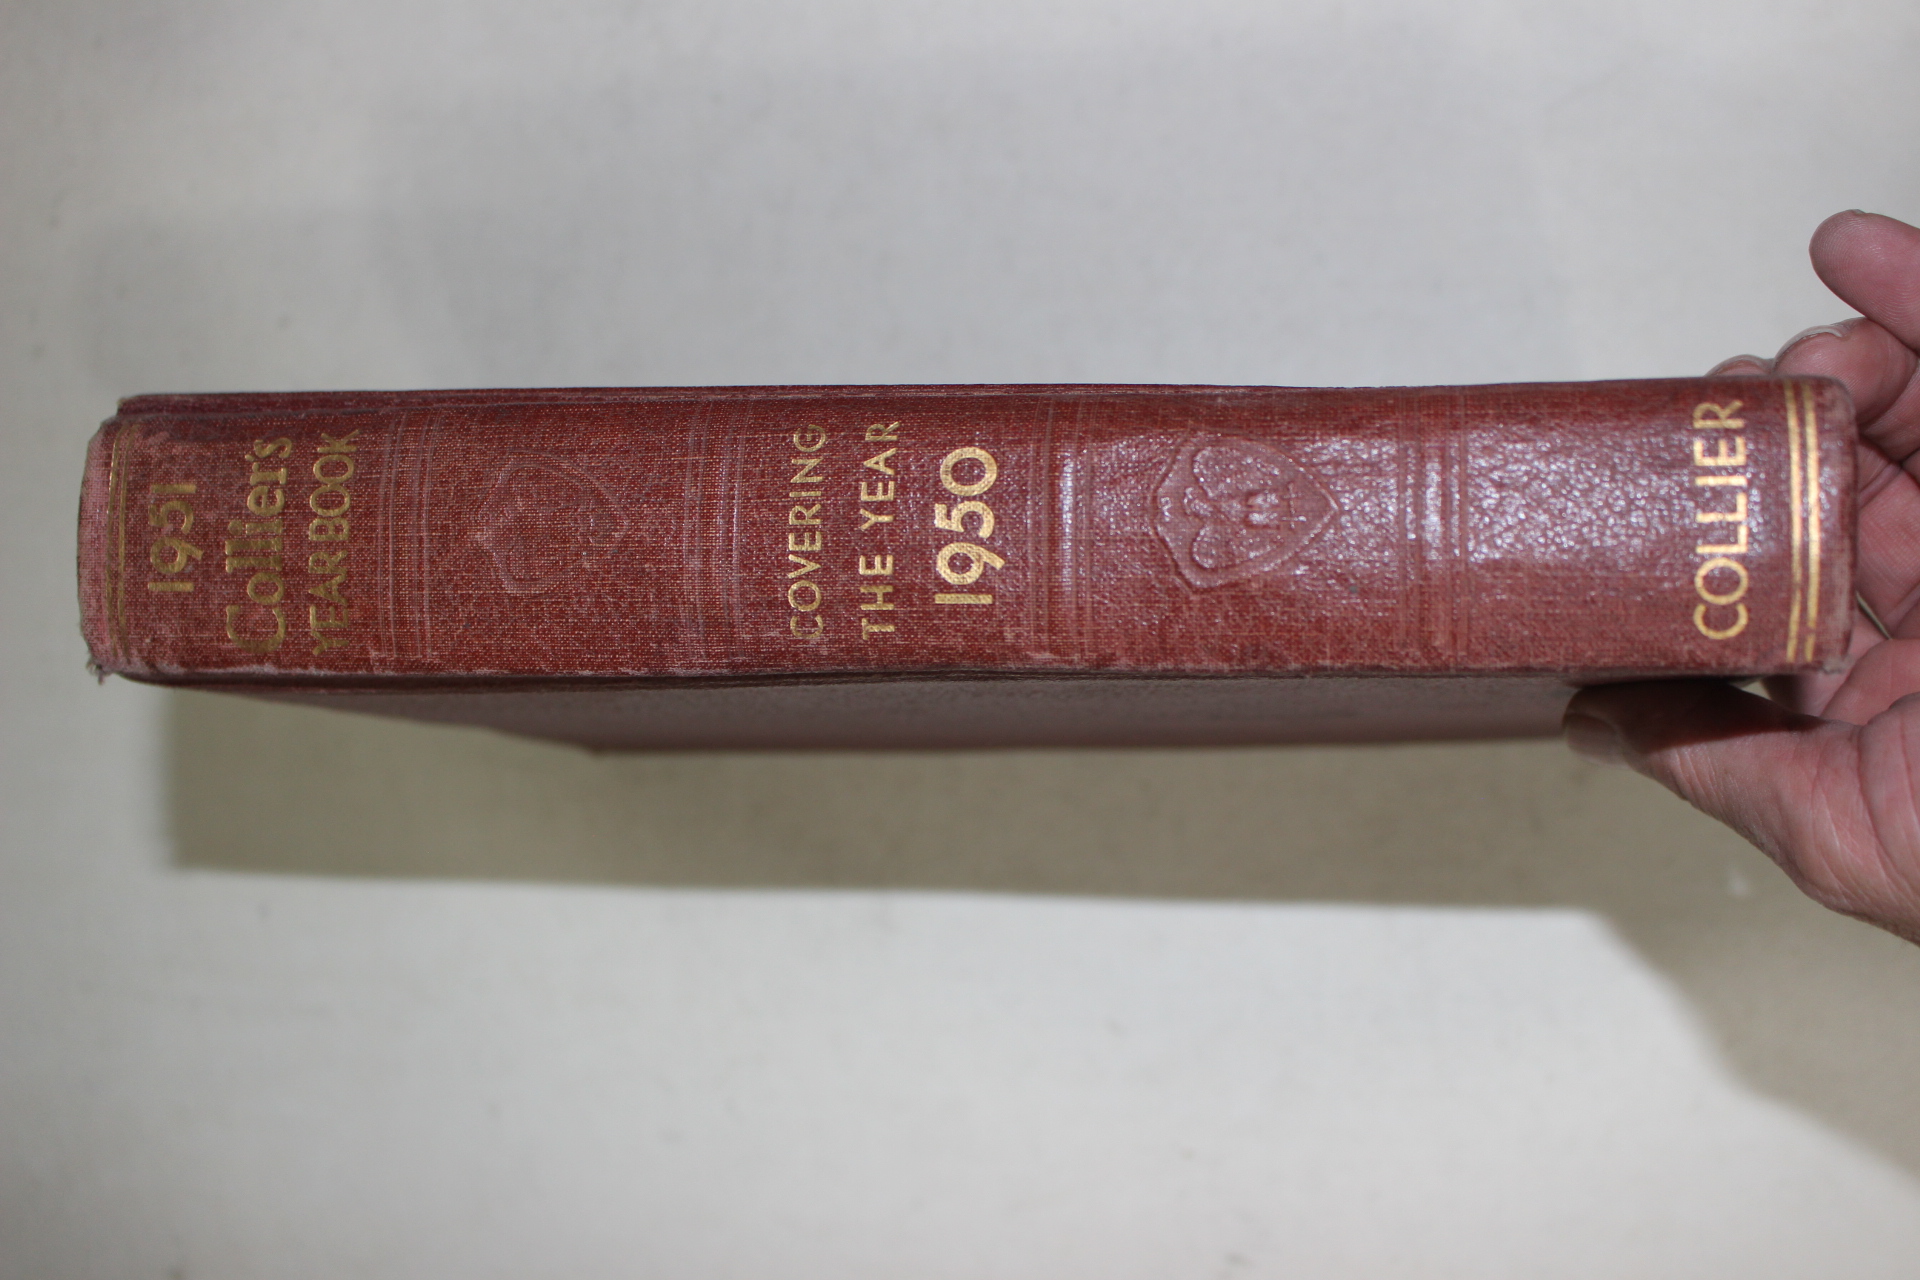 1951
Collier's
YEAR BOOK
COVERING
THE YEAR
1950
COLLIER